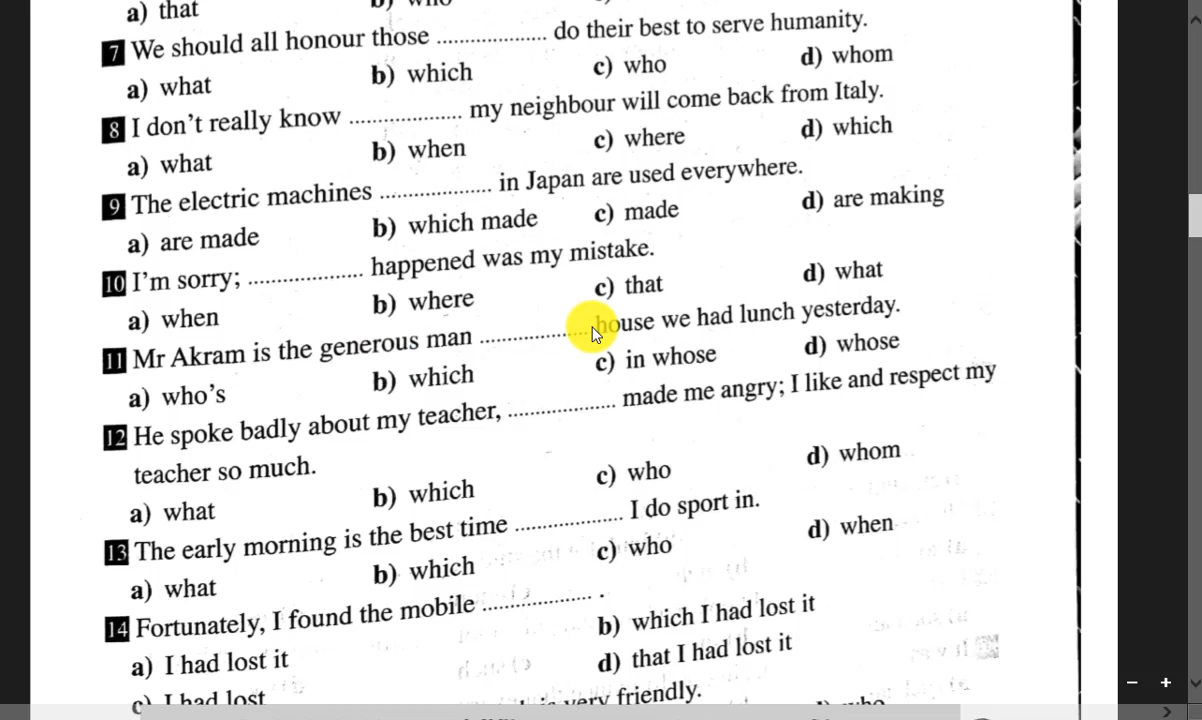 a) that
7 We should all honour those .................. do their best to serve humanity.
a) what b) which c) who d) whom
8 I don't really know .................. my neighbour will come back from Italy.
a) what b) when c) where d) which
9 The electric machines .................. in Japan are used everywhere.
a) are made b) which made c) made d) are making
10 I'm sorry; .................. happened was my mistake.
a) when b) where c) that d) what
11 Mr Akram is the generous man .................. house we had lunch yesterday.
a) who's b) which c) in whose d) whose
12 He spoke badly about my teacher, .................. made me angry; I like and respect my
teacher so much.
a) what b) which c) who d) whom
13 The early morning is the best time .................. I do sport in.
a) what b) which c) who d) when
14 Fortunately, I found the mobile .................. .
a) I had lost it b) which I had lost it
c) I had lost d) that I had lost it
very friendly.